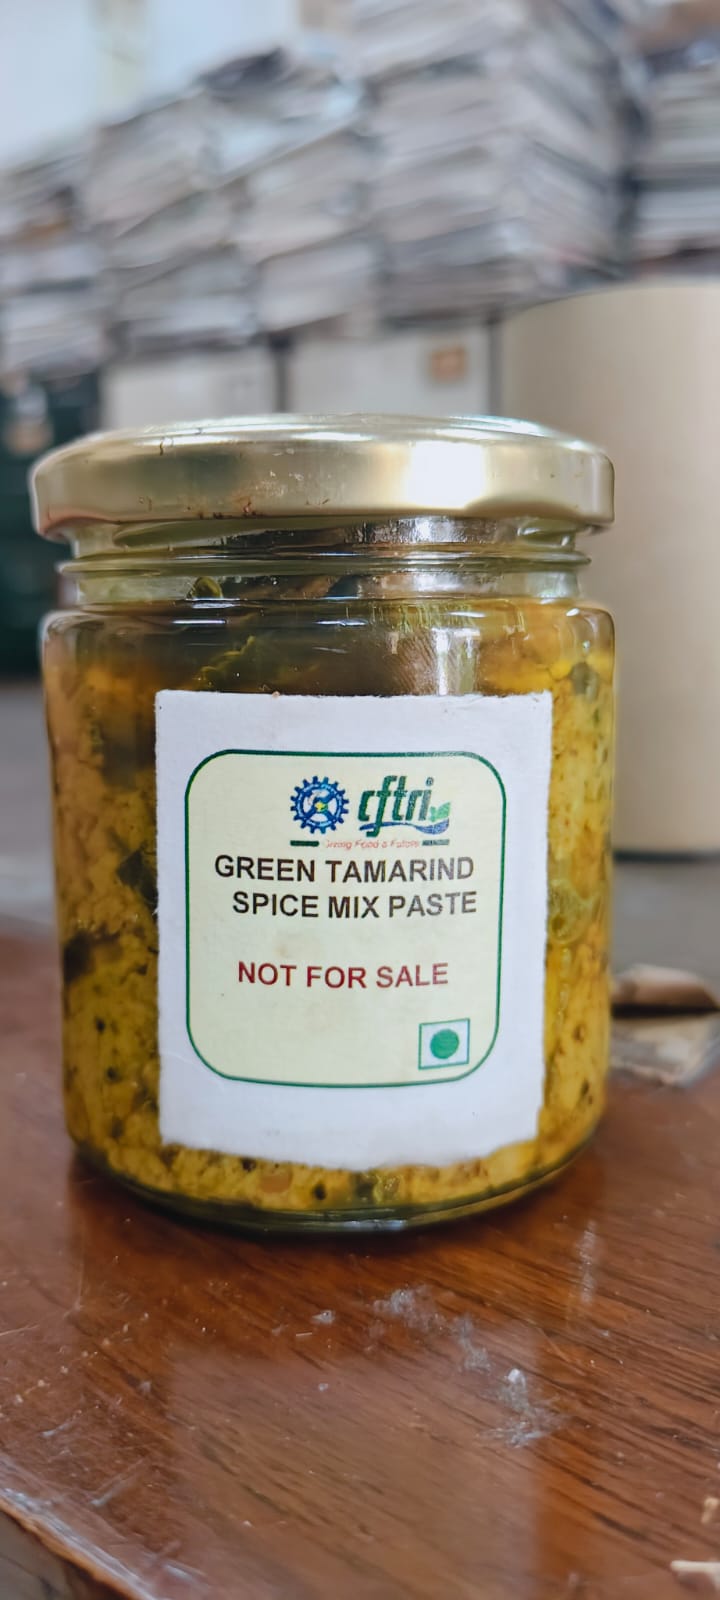 cftri
GREEN TAMARIND
SPICE MIX PASTE
NOT FOR SALE